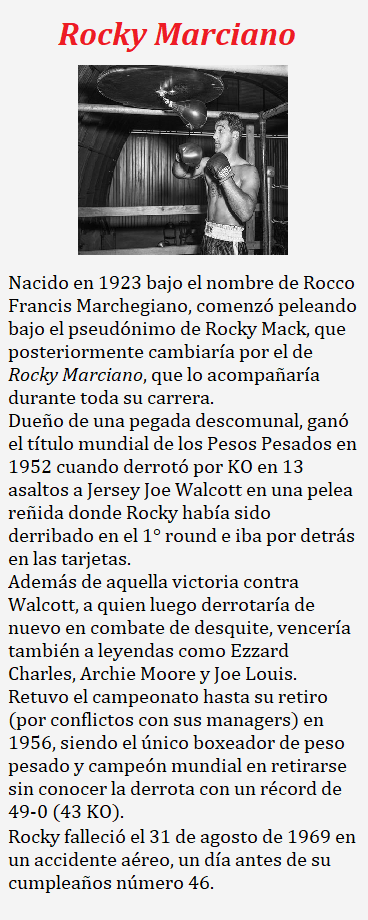 Rocky Marciano
Nacido en 1923 bajo el nombre de Rocco
Francis Marchegiano, comenzó peleando
bajo el pseudónimo de Rocky Mack, que
posteriormente cambiaría por el de
Rocky Marciano, que lo acompañaría
durante toda su carrera.
Dueño de una pegada descomunal, ganó
el título mundial de los Pesos Pesados en
1952 cuando derrotó por KO en 13
asaltos a Jersey Joe Walcott en una pelea
reñida donde Rocky había sido
derribado en el 1° round e iba por detrás
en las tarjetas.
Además de aquella victoria contra
Walcott, a quien luego derrotaría de
nuevo en combate de desquite, vencería
también a leyendas como Ezzard
Charles, Archie Moore y Joe Louis.
Retuvo el campeonato hasta su retiro
(por conflictos con sus managers) en
1956, siendo el único boxeador de peso
pesado y campeón mundial en retirarse
sin conocer la derrota con un récord de
49-0 (43 KO).
Rocky falleció el 31 de agosto de 1969 en
un accidente aéreo, un día antes de su
cumpleaños número 46.